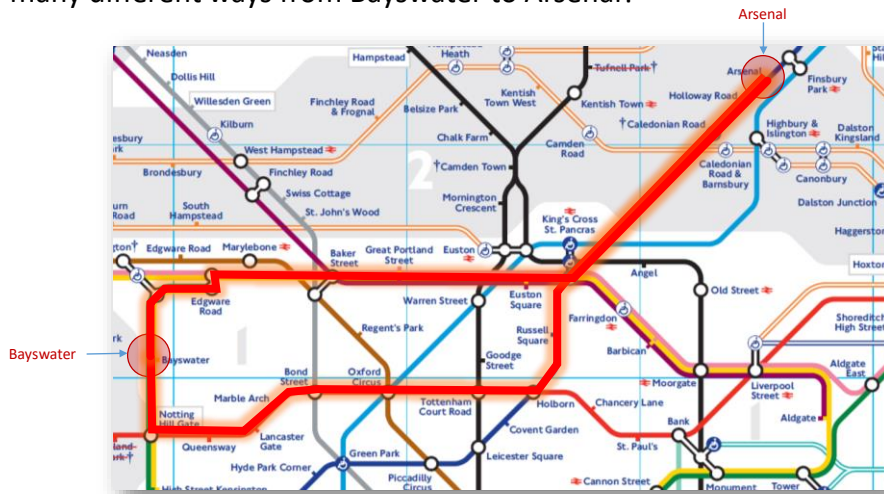 many different ways from Bayswater to Arsenal.
Arsenal
Neasden
Hampstead
Heath
Tufnell Park†
Arsenal
Dollis Hill
Finsbury
Park
Willesden Green
Finchley Road
& Frognal
Kentish
Town West
Kentish Town
Holloway Road
Belsize Park
Kilburn
†Caledonian Road
Highbury &
Islington
Dalston
Kingsland
West Hampstead
Chalk Farm
Camden
Road
Brondesbury
Finchley Road
†Camden Town
Caledonian
Road &
Barnsbury
Canonbury
Swiss Cottage
South
Hampstead
St. John's Wood
Mornington
Crescent
Dalston Junction
2
King's Cross
St. Pancras
Edgware Road
Marylebone
Baker
Street
Great Portland
Street
Euston
Angel
Old Street
Edgware
Road
Warren Street
Euston
Square
Farringdon
Shoreditch
High Street
Regent's Park
Russell
Square
Barbican
Bayswater
Bayswater
1
Goodge
Street
Aldgate
East
Bond
Street
Oxford
Circus
Moorgate
Liverpool
Street
Marble Arch
Tottenham
Court Road
Holborn
Chancery Lane
Aldgate
Notting
Hill Gate
Bank
Queensway
Lancaster
Gate
Covent Garden
St. Paul's
Hyde Park Corner
Green Park
Leicester Square
High Street Kensington
Piccadilly
Circus
Cannon Street
Monument
Tower